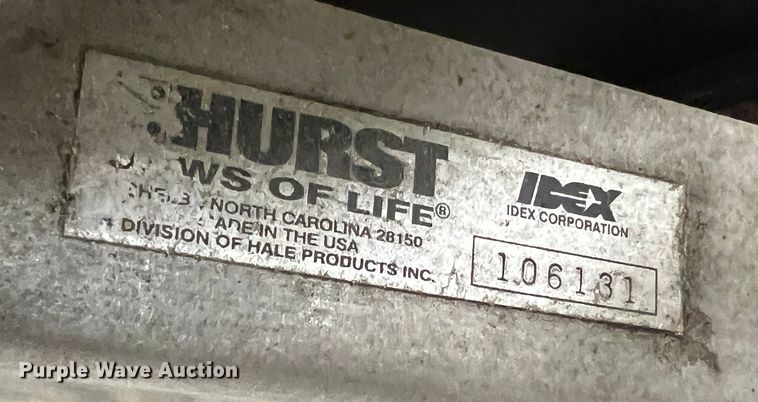 HURST
WS OF LIFE®
NORTH CAROLINA 28150
ADE IN THE USA
A DIVISION OF HALE PRODUCTS INC.
IDEX
IDEX CORPORATION
106131
Purple Wave Auction